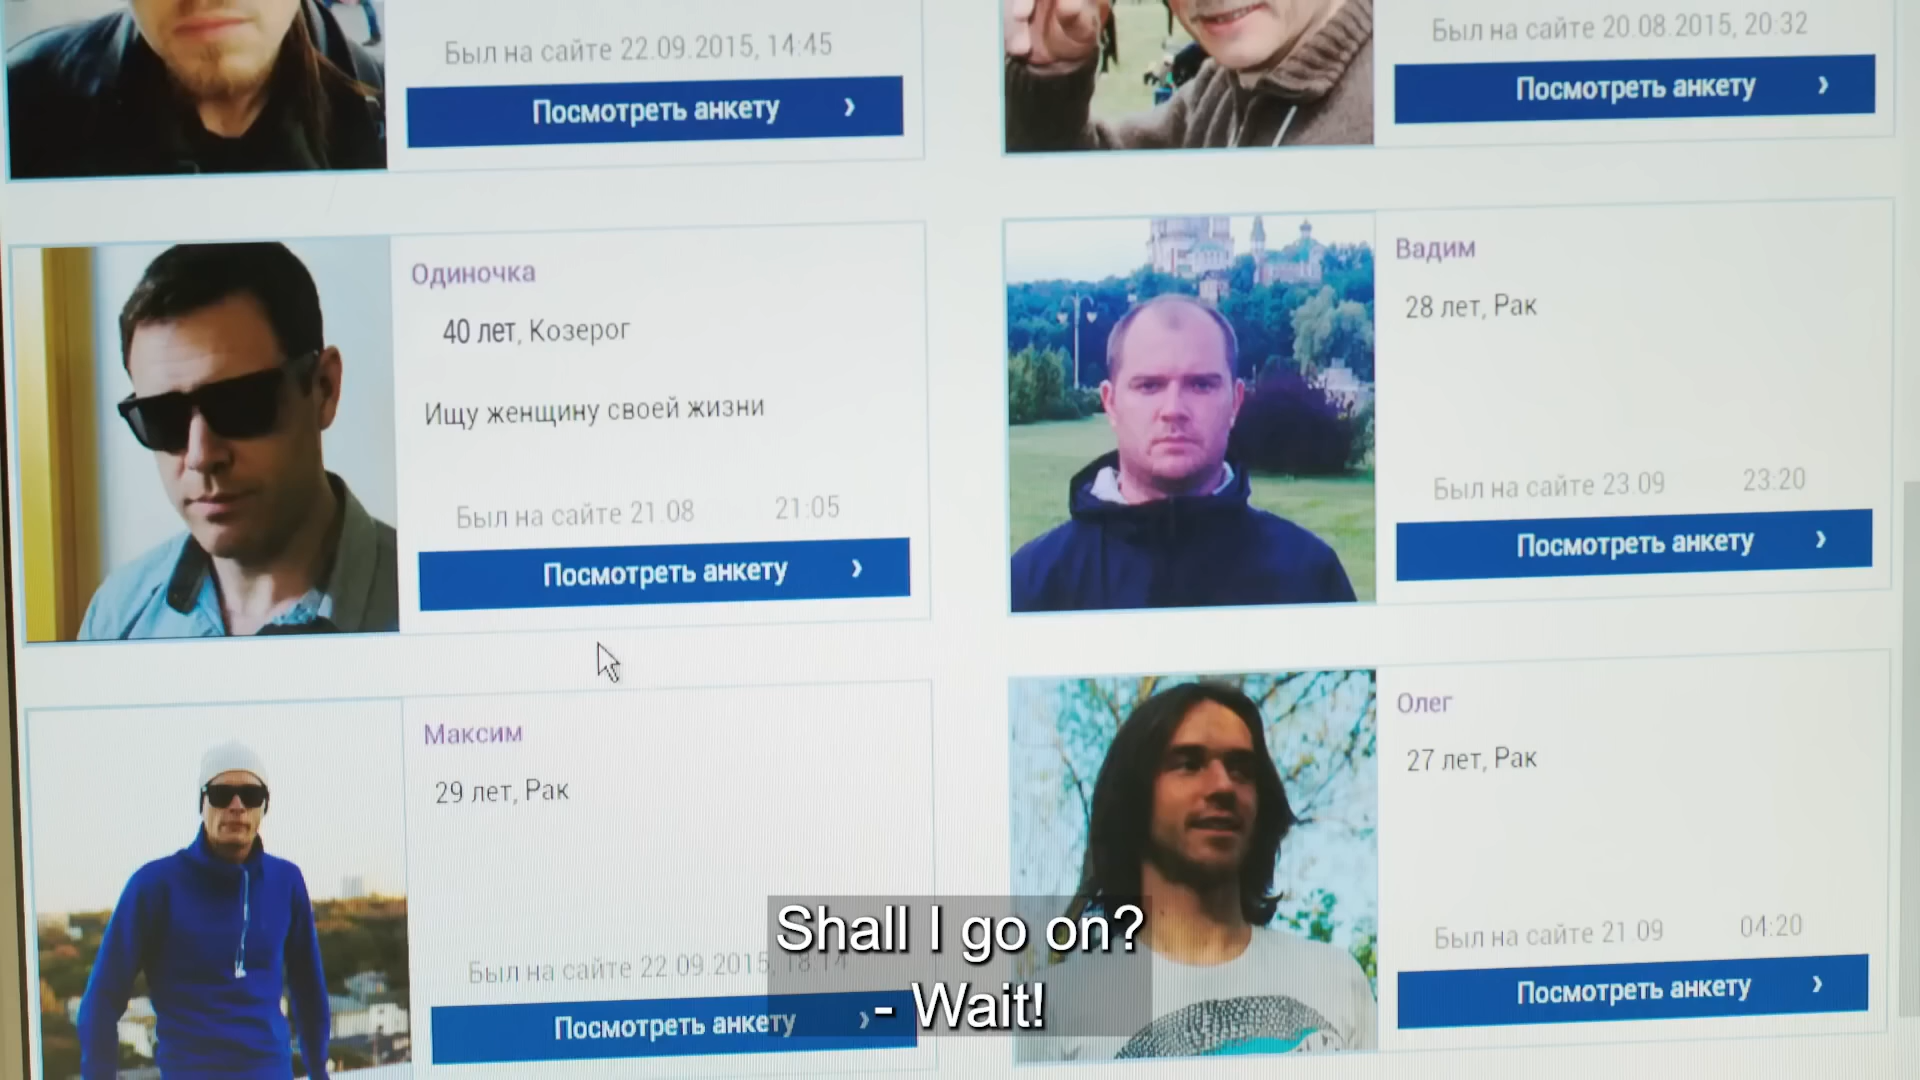 Был на сайте 22.09.2015, 14:45
Посмотреть анкету
Был на сайте 20.08.2015, 20:32
Посмотреть анкету
Одиночка
40 лет, Козерог
Ищу женщину своей жизни
Был на сайте 21.08 21:05
Посмотреть анкету
Вадим
28 лет, Рак
Был на сайте 23.09 23:20
Посмотреть анкету
Максим
29 лет, Рак
Был на сайте 22.09.2015, 18:14
Посмотреть анкету
Олег
27 лет, Рак
Был на сайте 21.09 04:20
Посмотреть анкету
Shall I go on?
- Wait!